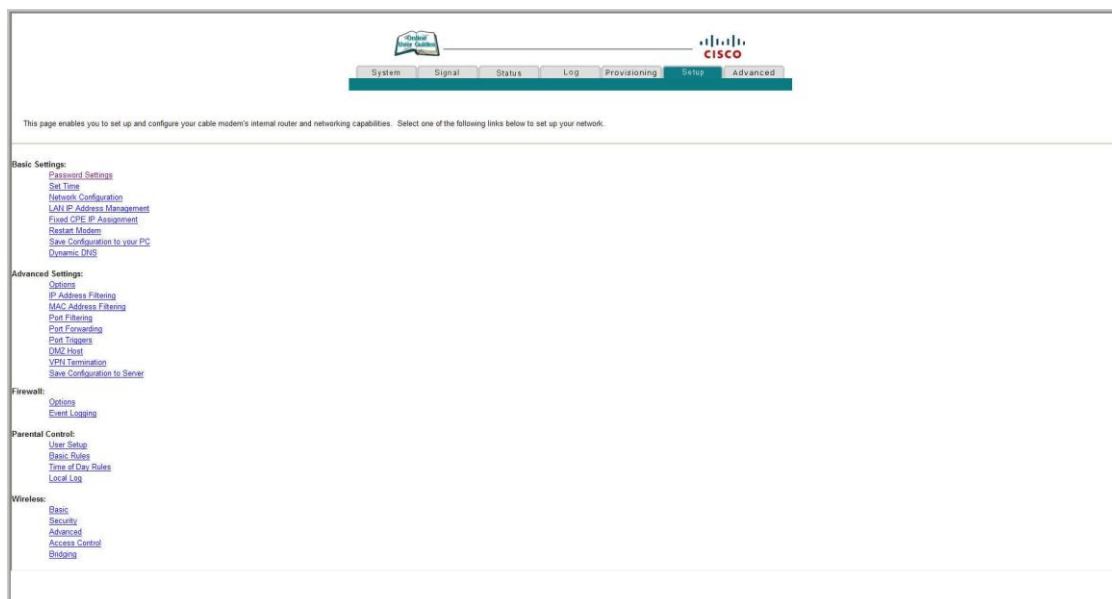 Online
User Guides
CISCO
System Signal Status Log Provisioning Setup Advanced
This page enables you to set up and configure your cable modem's internal router and networking capabilities. Select one of the following links below to set up your network.
Basic Settings:
Password Settings
Set Time
Network Configuration
LAN IP Address Management
Fixed CPE IP Assignment
Restart Modem
Save Configuration to your PC
Dynamic DNS
Advanced Settings:
Options
IP Address Filtering
MAC Address Filtering
Port Filtering
Port Forwarding
Port Triggers
DMZ Host
VPN Termination
Save Configuration to Server
Firewall:
Options
Event Logging
Parental Control:
User Setup
Basic Rules
Time of Day Rules
Local Log
Wireless:
Basic
Security
Advanced
Access Control
Bridging